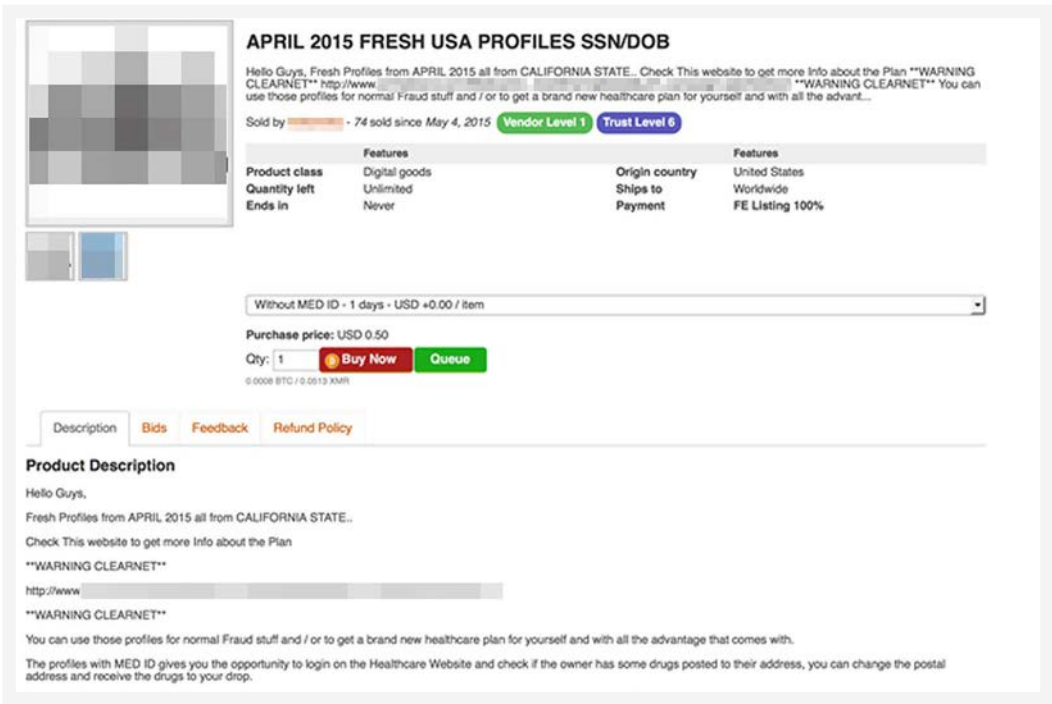 APRIL 2015 FRESH USA PROFILES SSN/DOB
Hello Guys, Fresh Profiles from APRIL 2015 all from CALIFORNIA STATE.. Check This website to get more Info about the Plan **WARNING
CLEARNET** http://www. **WARNING CLEARNET** You can
use those profiles for normal Fraud stuff and / or to get a brand new healthcare plan for yourself and with all the advant...
Sold by - 74 sold since May 4, 2015 Vendor Level 1 Trust Level 6
Features Features
Product class Digital goods Origin country United States
Quantity left Unlimited Ships to Worldwide
Ends in Never Payment FE Listing 100%
Without MED ID - 1 days - USD +0.00 / item
Purchase price: USD 0.50
Qty: 1 Buy Now Queue
0.0008 BTC / 0.0513 XMR
Description Bids Feedback Refund Policy
Product Description
Hello Guys,
Fresh Profiles from APRIL 2015 all from CALIFORNIA STATE..
Check This website to get more Info about the Plan
**WARNING CLEARNET**
http://www
**WARNING CLEARNET**
You can use those profiles for normal Fraud stuff and / or to get a brand new healthcare plan for yourself and with all the advantage that comes with.
The profiles with MED ID gives you the opportunity to login on the Healthcare Website and check if the owner has some drugs posted to their address, you can change the postal
address and receive the drugs to your drop.